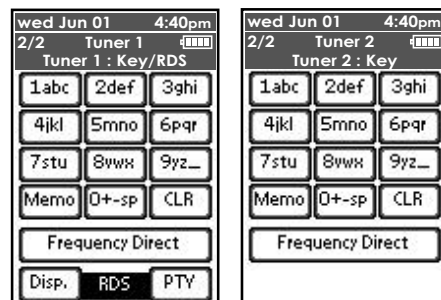 wed Jun 01 4:40pm
2/2 Tuner 1
Tuner 1 : Key/RDS
1abc 2def 3ghi
4jkl 5mno 6pqr
7stu 8vwx 9yz_
Memo 0+-sp CLR
Frequency Direct
Disp. RDS PTY
wed Jun 01 4:40pm
2/2 Tuner 2
Tuner 2 : Key
1abc 2def 3ghi
4jkl 5mno 6pqr
7stu 8vwx 9yz_
Memo 0+-sp CLR
Frequency Direct